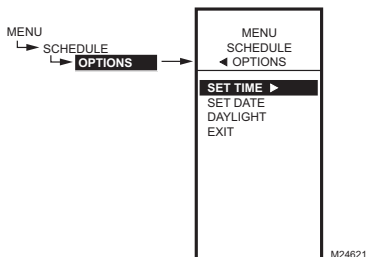 MENU
SCHEDULE
OPTIONS
MENU
SCHEDULE
◀ OPTIONS
SET TIME ▶
SET DATE
DAYLIGHT
EXIT
M24621